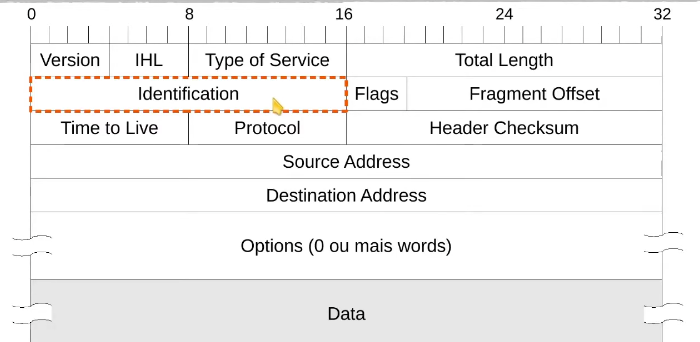 0 8 16 24 32
Version IHL Type of Service Total Length
Identification Flags Fragment Offset
Time to Live Protocol Header Checksum
Source Address
Destination Address
Options (0 ou mais words)
Data